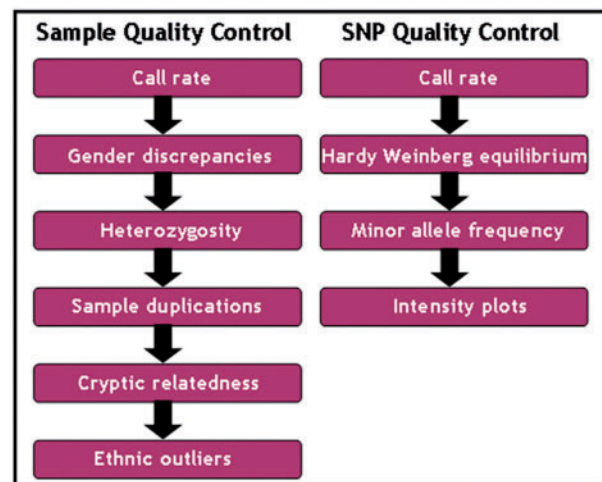 Sample Quality Control
Call rate
Gender discrepancies
Heterozygosity
Sample duplications
Cryptic relatedness
Ethnic outliers
SNP Quality Control
Call rate
Hardy Weinberg equilibrium
Minor allele frequency
Intensity plots